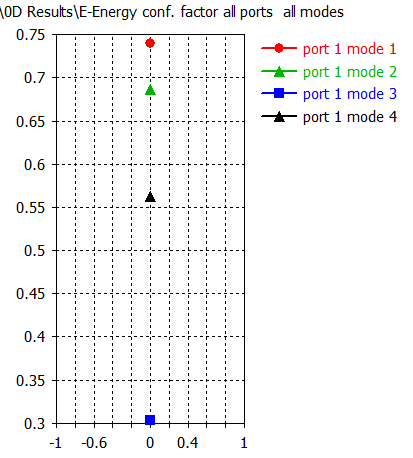 \0D Results\E-Energy conf. factor all ports  all modes
port 1 mode 1
port 1 mode 2
port 1 mode 3
port 1 mode 4
0.75
0.7
0.65
0.6
0.55
0.5
0.45
0.4
0.35
0.3
-1 -0.6 0 0.4 1